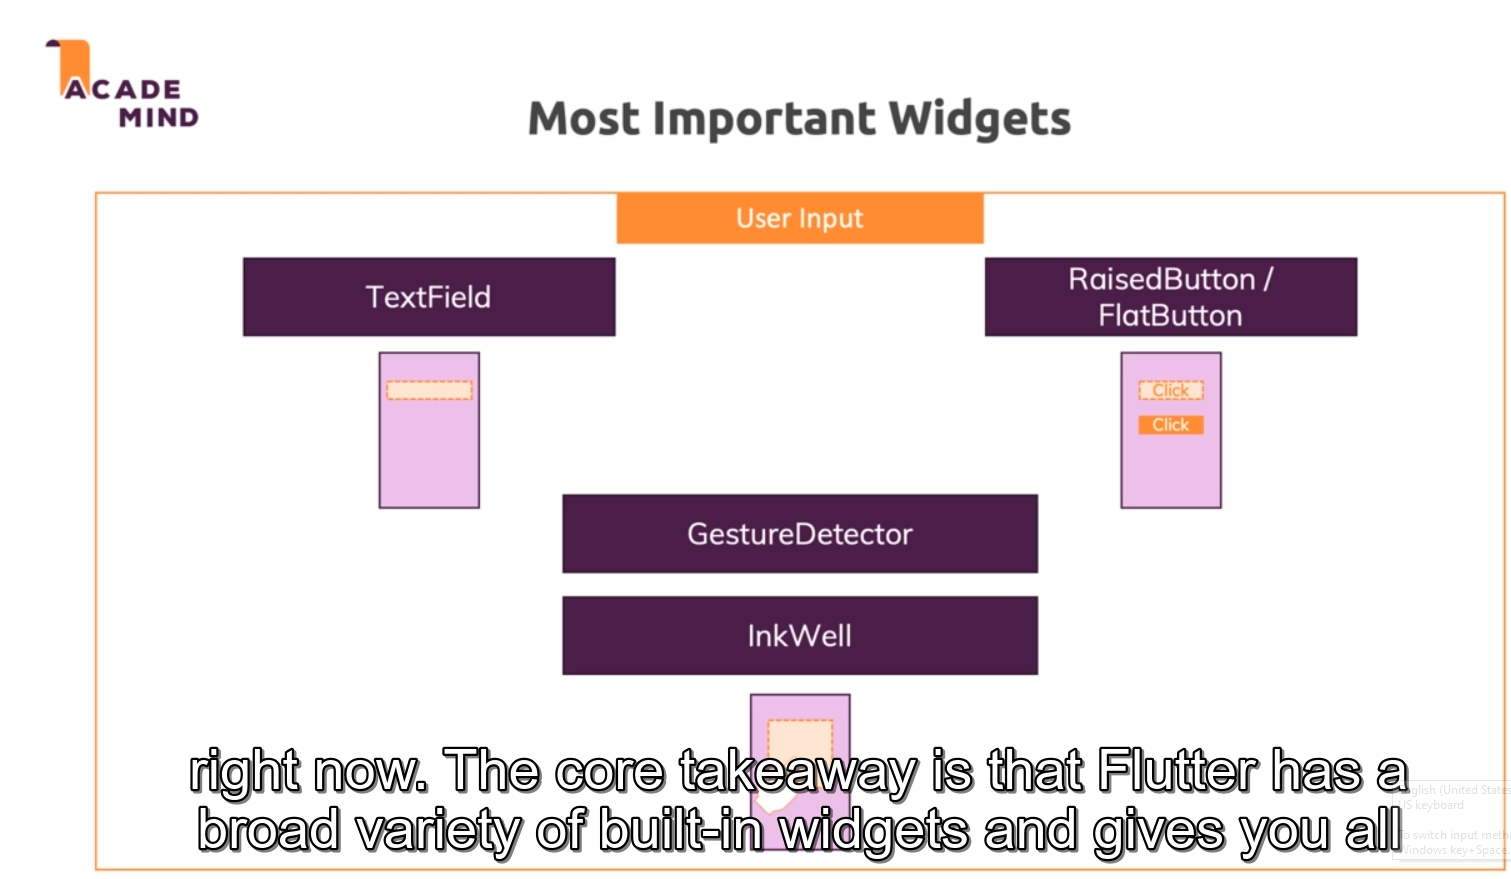 ACADE
MIND
Most Important Widgets
User Input
TextField
RaisedButton /
FlatButton
Click
Click
GestureDetector
InkWell
right now. The core takeaway is that Flutter has a
broad variety of built-in widgets and gives you all
English (United States
US keyboard
To switch input meth
Windows key+Space.